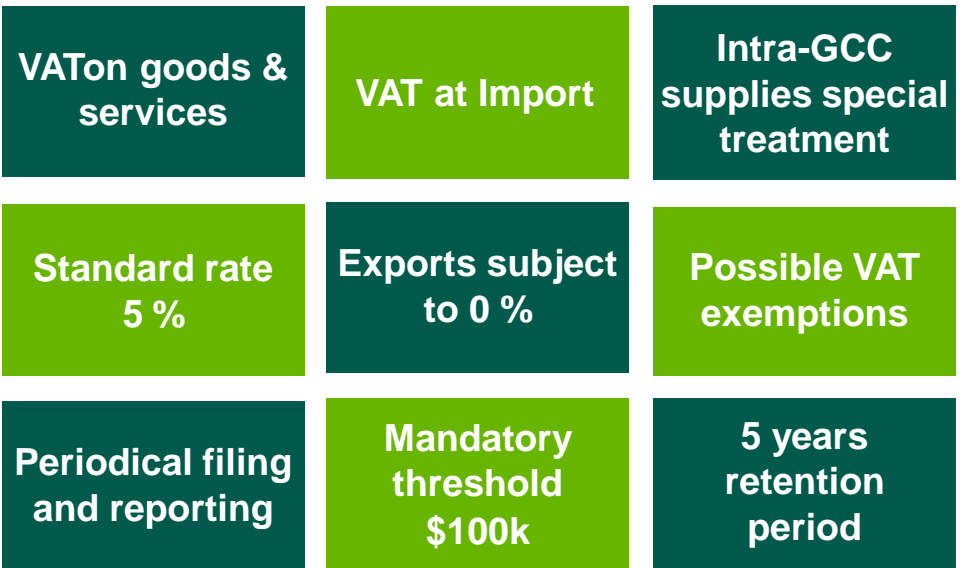 VATon goods &
services
VAT at Import
Intra-GCC
supplies special
treatment
Standard rate
5 %
Exports subject
to 0 %
Possible VAT
exemptions
Periodical filing
and reporting
Mandatory
threshold
$100k
5 years
retention
period